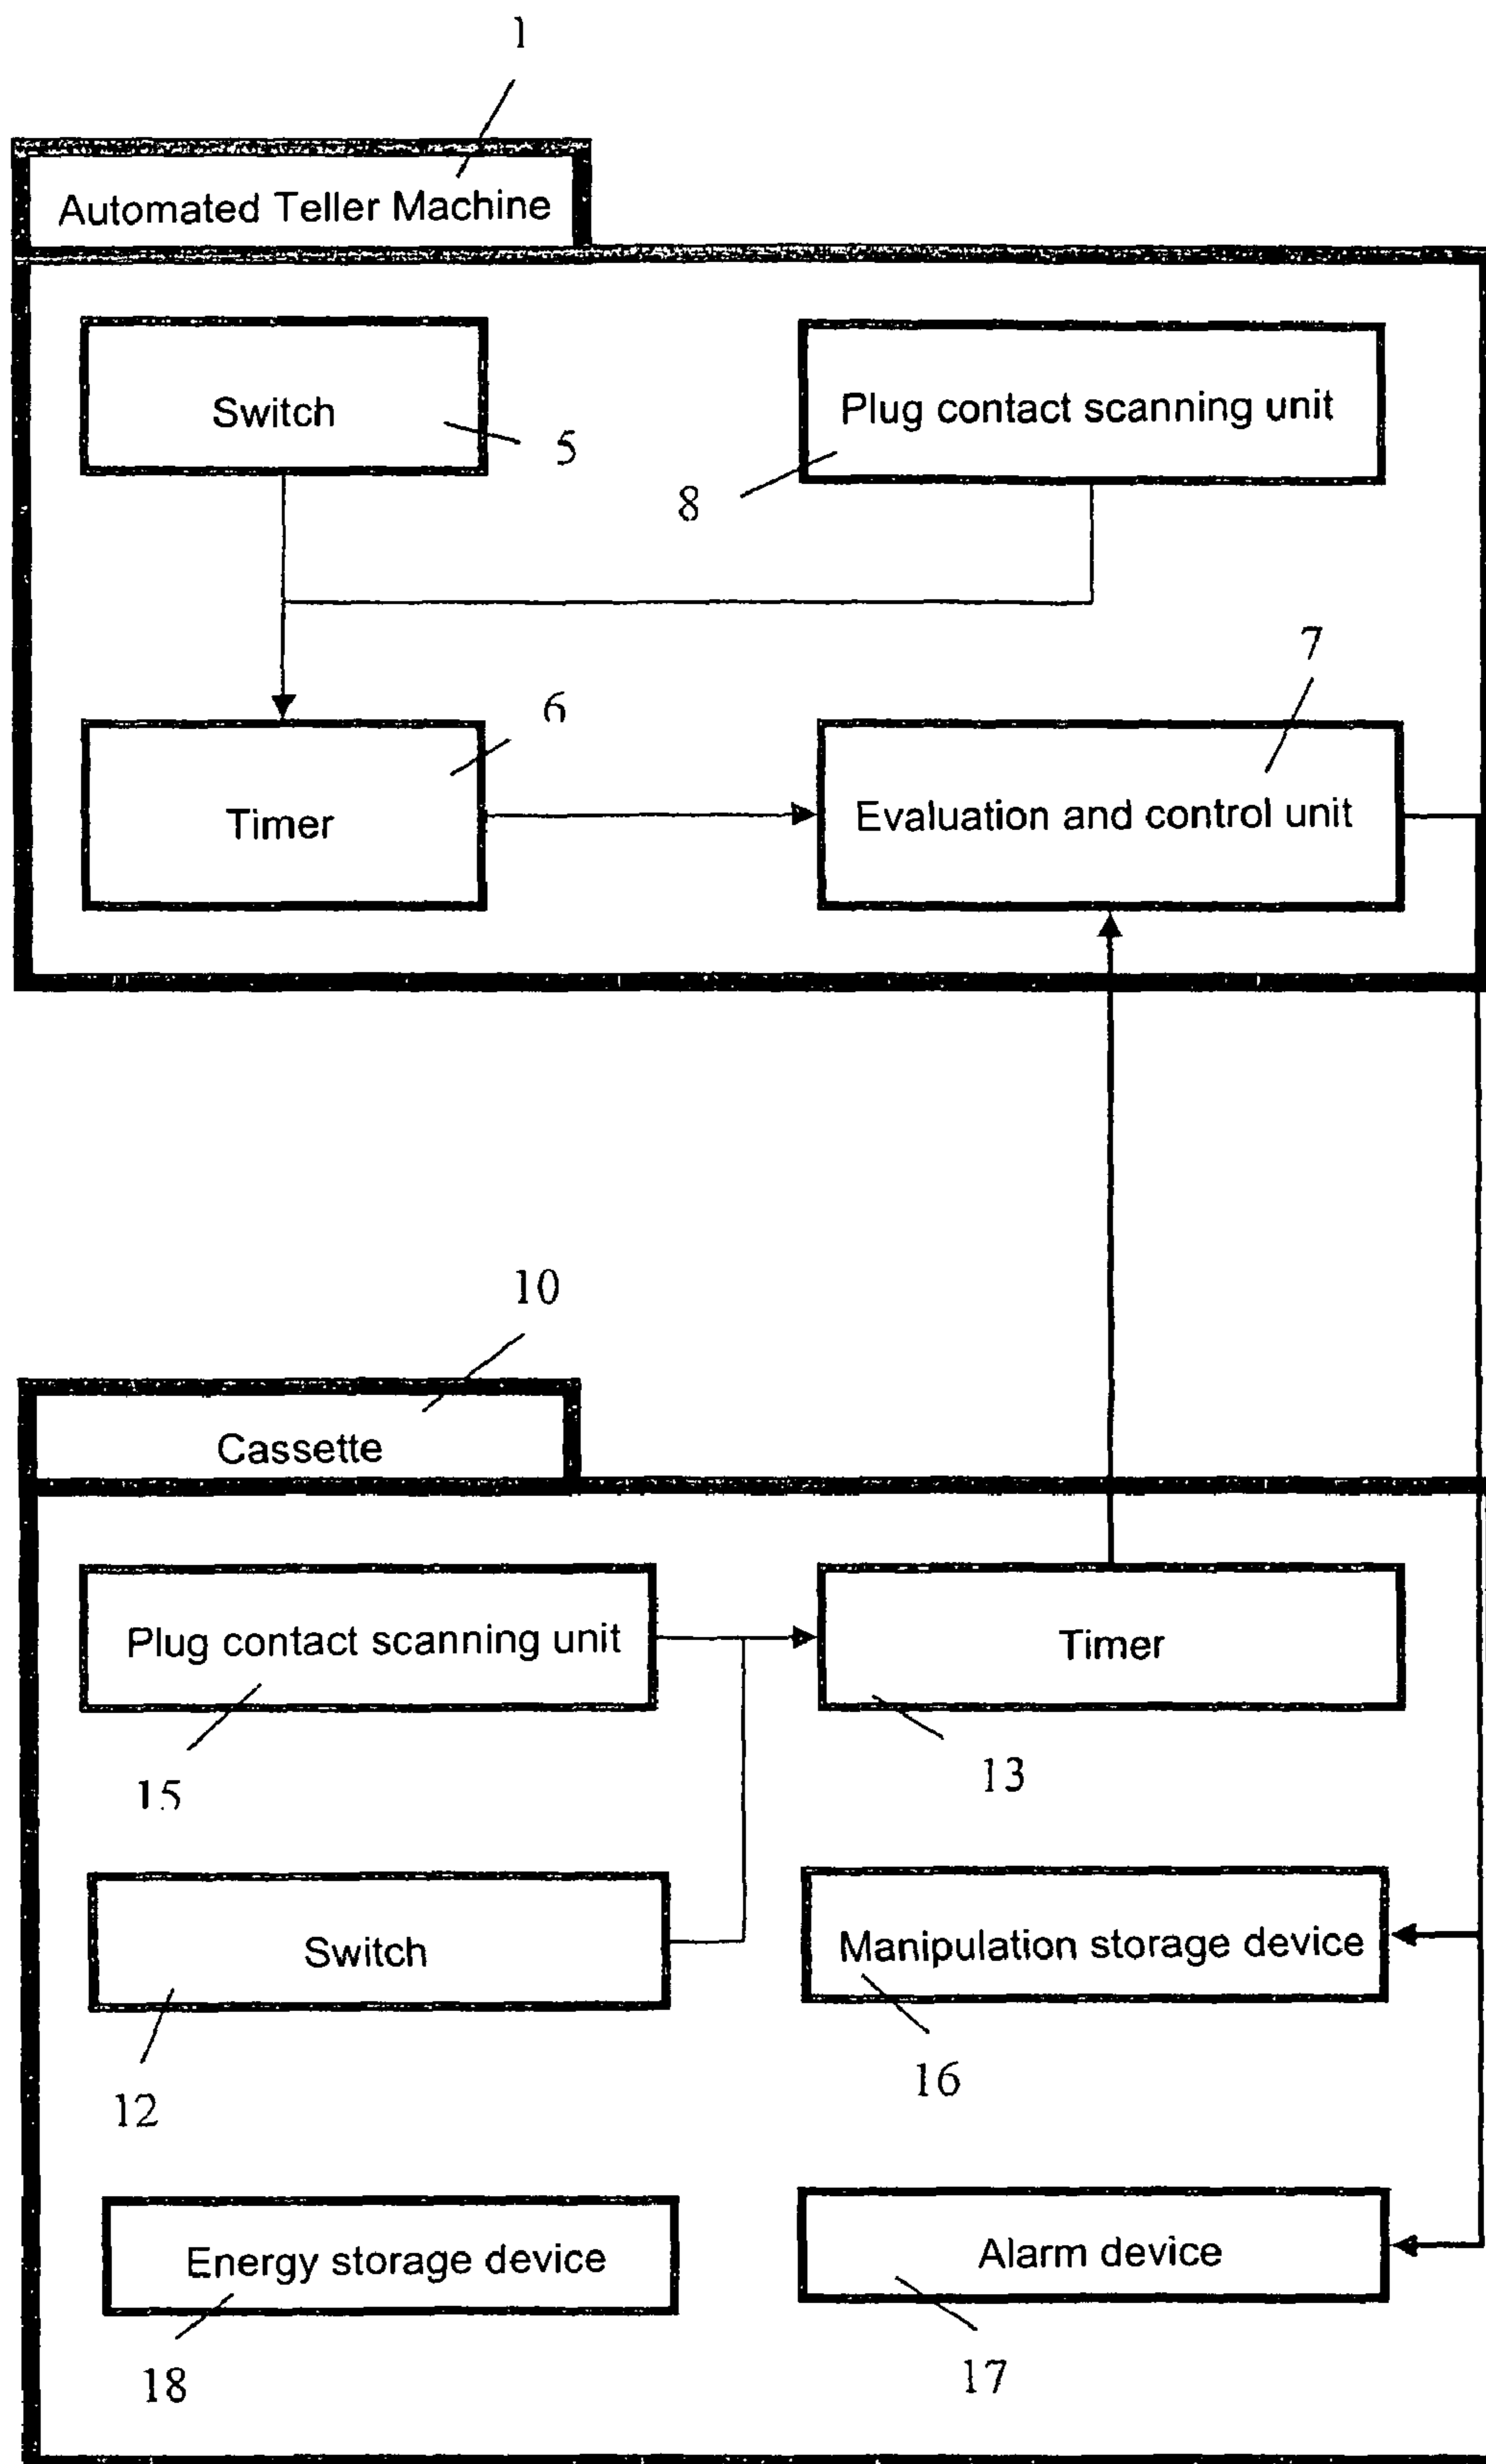 1
Automated Teller Machine
Switch
5
Plug contact scanning unit
8
7
6
Timer
Evaluation and control unit
10
Cassette
Plug contact scanning unit
15
Timer
13
Switch
12
Manipulation storage device
16
Energy storage device
18
Alarm device
17